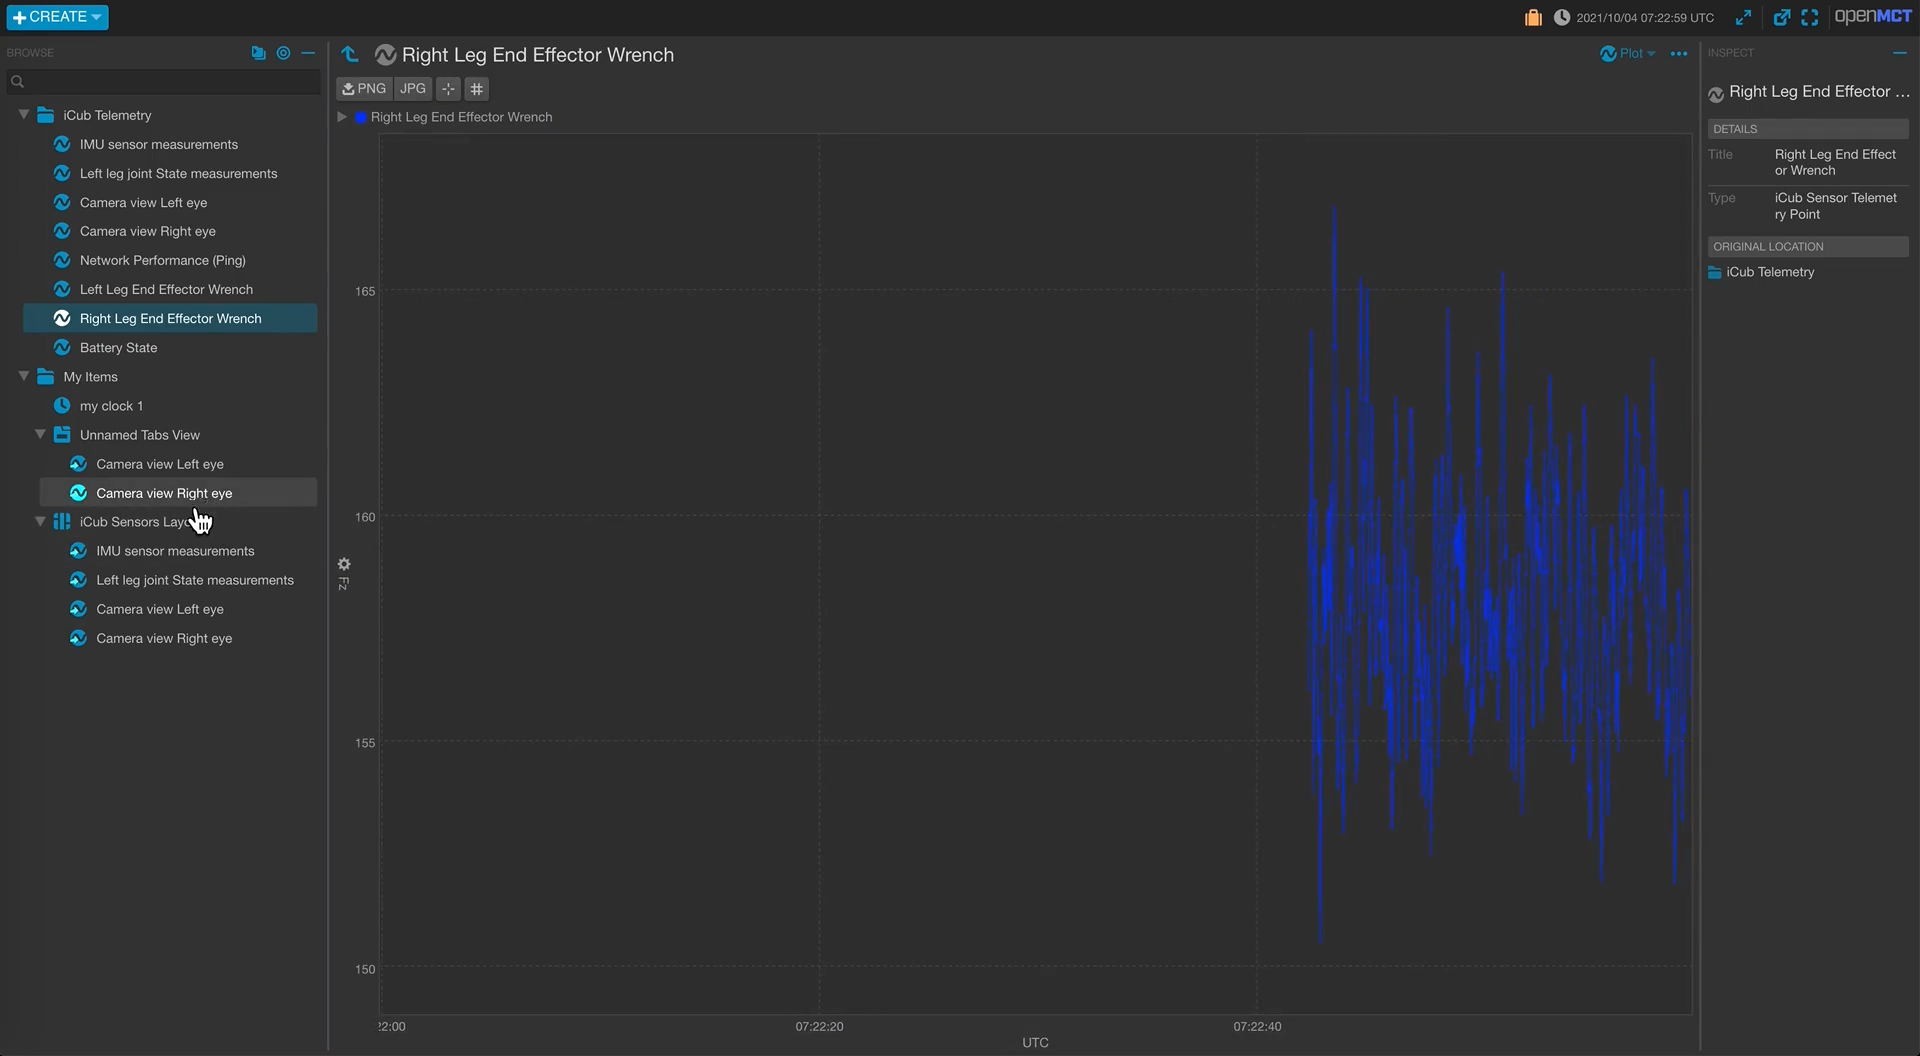 CREATE
2021/10/04 07:22:59 UTC
openMCT
BROWSE
Right Leg End Effector Wrench
Plot
INSPECT
PNG
JPG
Right Leg End Effector Wrench
Right Leg End Effector ...
DETAILS
Title
Right Leg End Effect
or Wrench
Type
iCub Sensor Telemet
ry Point
ORIGINAL LOCATION
iCub Telemetry
iCub Telemetry
IMU sensor measurements
Left leg joint State measurements
Camera view Left eye
Camera view Right eye
Network Performance (Ping)
Left Leg End Effector Wrench
Right Leg End Effector Wrench
Battery State
My Items
my clock 1
Unnamed Tabs View
Camera view Left eye
Camera view Right eye
iCub Sensors Lay
IMU sensor measurements
Left leg joint State measurements
Camera view Left eye
Camera view Right eye
165
160
155
150
Fz
22:00
07:22:20
07:22:40
UTC